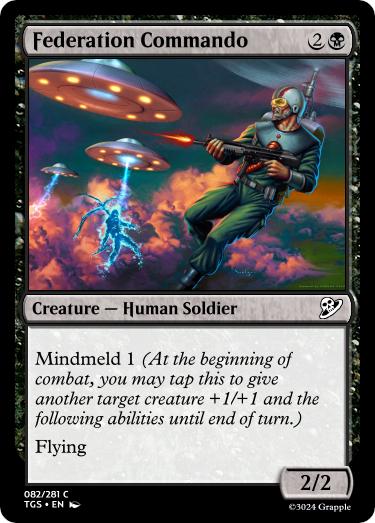 Federation Commando 2
Creature — Human Soldier
Mindmeld 1 (At the beginning of
combat, you may tap this to give
another target creature +1/+1 and the
following abilities until end of turn.)
Flying
2/2
082/281 C
TGS • EN
©3024 Grapple